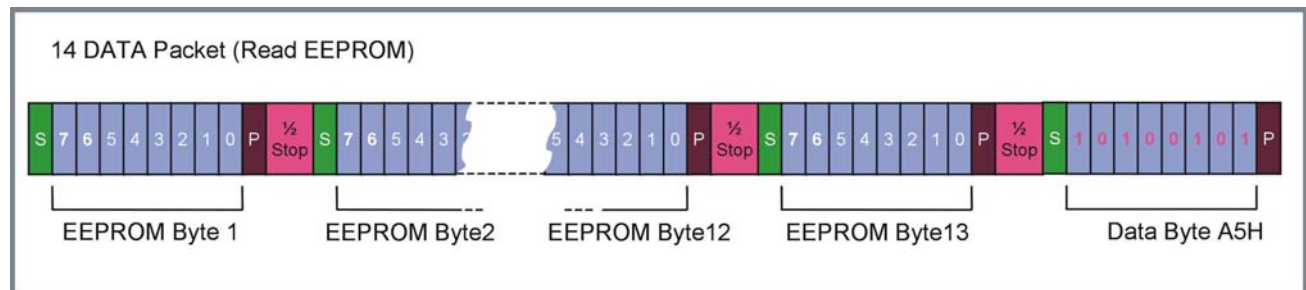 14 DATA Packet (Read EEPROM)
S 7 6 5 4 3 2 1 0 P ½ Stop S 7 6 5 4 3 2 5 4 3 2 1 0 P ½ Stop S 7 6 5 4 3 2 1 0 P ½ Stop S 1 0 1 0 0 1 0 1 P
EEPROM Byte 1 EEPROM Byte2 EEPROM Byte12 EEPROM Byte13 Data Byte A5H